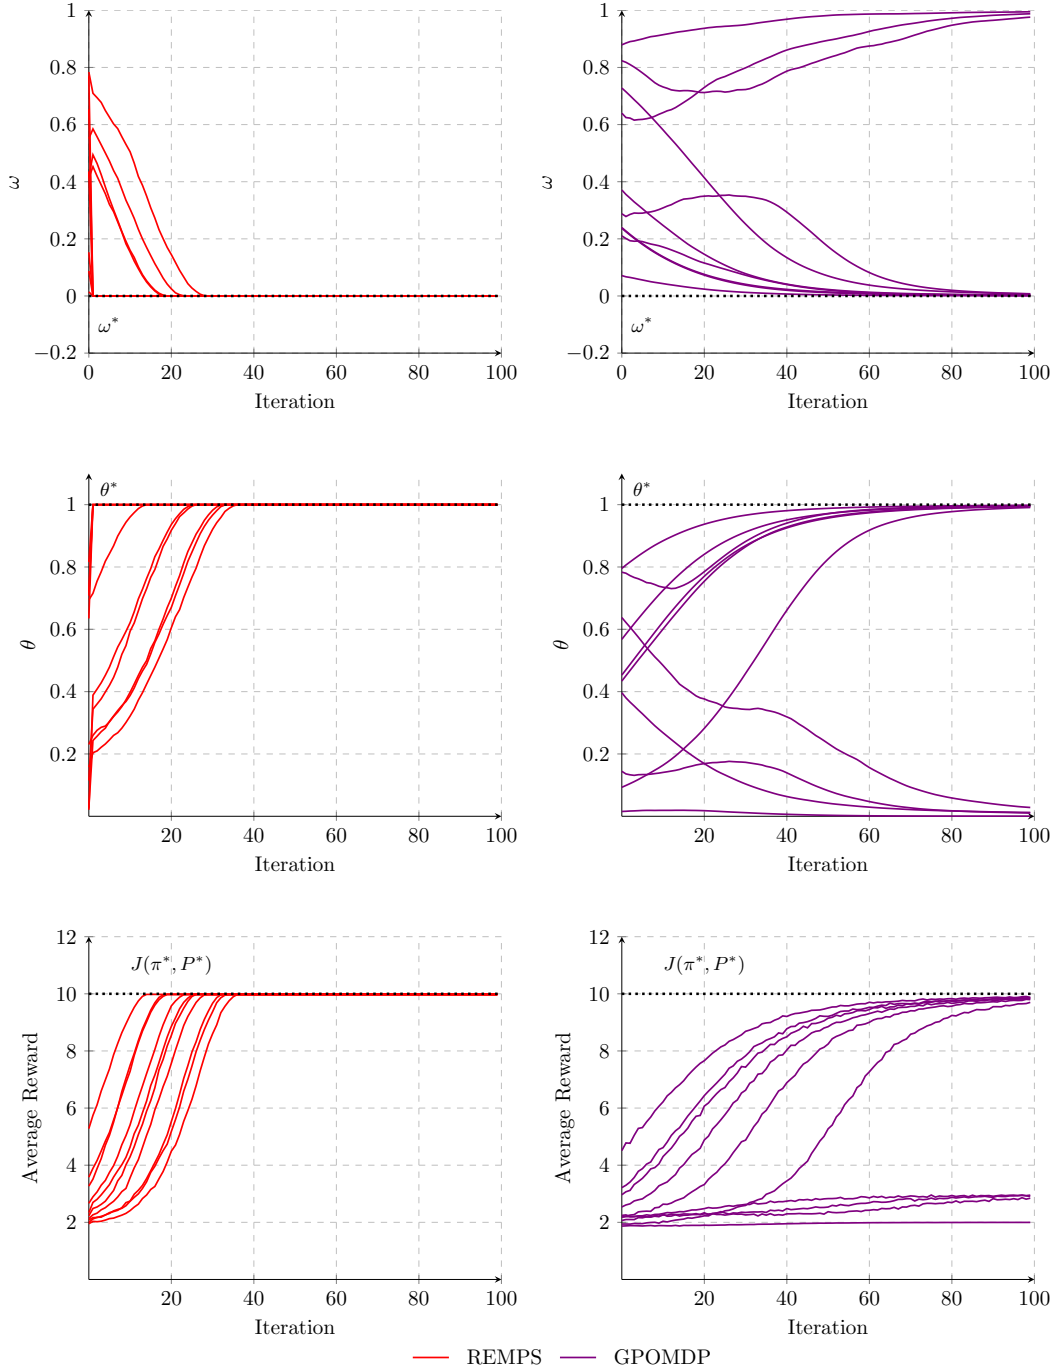 1
0.8
0.6
0.4
0.2
0
−0.2
ω
ω*
0 20 40 60 80 100
Iteration
1
0.8
0.6
0.4
0.2
0
−0.2
ω
ω*
0 20 40 60 80 100
Iteration
θ*
1
0.8
0.6
0.4
0.2
θ
20 40 60 80 100
Iteration
θ*
1
0.8
0.6
0.4
0.2
θ
20 40 60 80 100
Iteration
12
10
8
6
4
2
Average Reward
J(π*, P*)
20 40 60 80 100
Iteration
12
10
8
6
4
2
Average Reward
J(π*, P*)
20 40 60 80 100
Iteration
REMPS GPOMDP